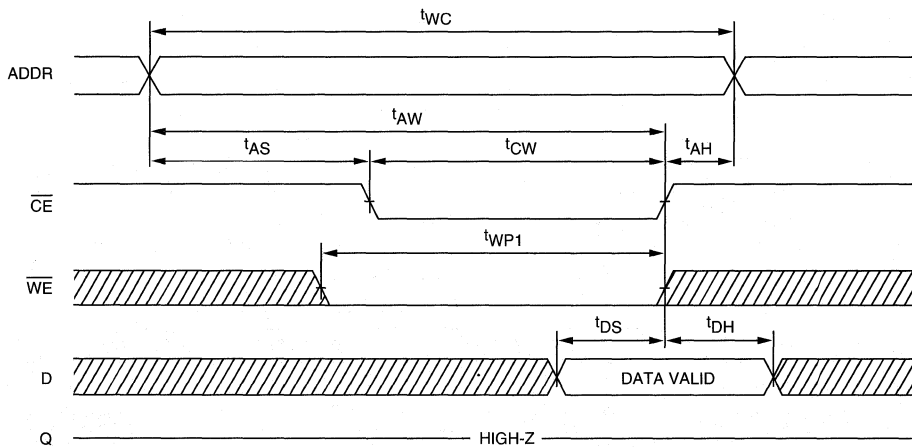 tWC
ADDR
tAW
tAS tCW tAH
CE
tWP1
WE
tDS tDH
D DATA VALID
Q HIGH-Z